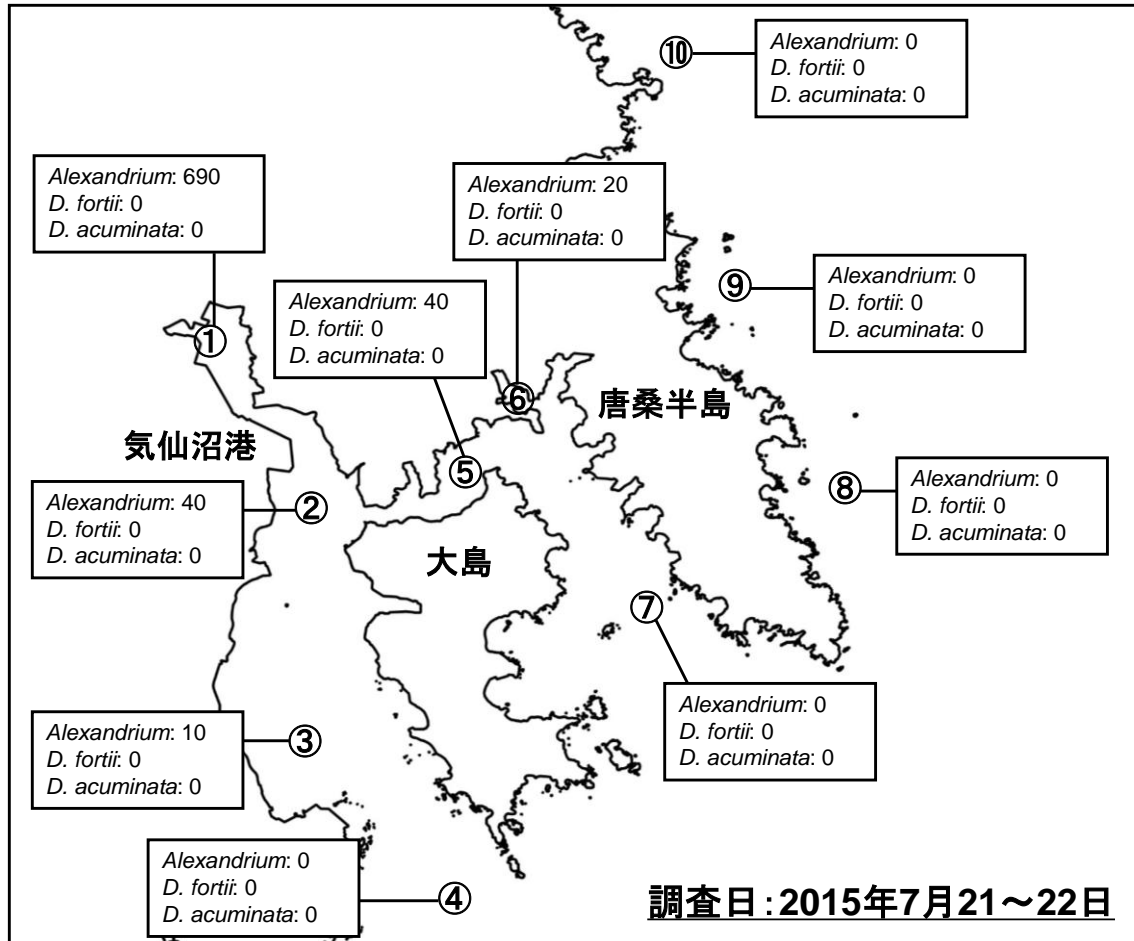 ⑩
Alexandrium: 0
D. fortii: 0
D. acuminata: 0
Alexandrium: 690
D. fortii: 0
D. acuminata: 0
①
Alexandrium: 20
D. fortii: 0
D. acuminata: 0
⑥
Alexandrium: 40
D. fortii: 0
D. acuminata: 0
⑤
⑨
Alexandrium: 0
D. fortii: 0
D. acuminata: 0
唐桑半島
気仙沼港
Alexandrium: 40
D. fortii: 0
D. acuminata: 0
②
大島
⑧
Alexandrium: 0
D. fortii: 0
D. acuminata: 0
⑦
Alexandrium: 0
D. fortii: 0
D. acuminata: 0
Alexandrium: 10
D. fortii: 0
D. acuminata: 0
③
Alexandrium: 0
D. fortii: 0
D. acuminata: 0
④
調査日:2015年7月21～22日